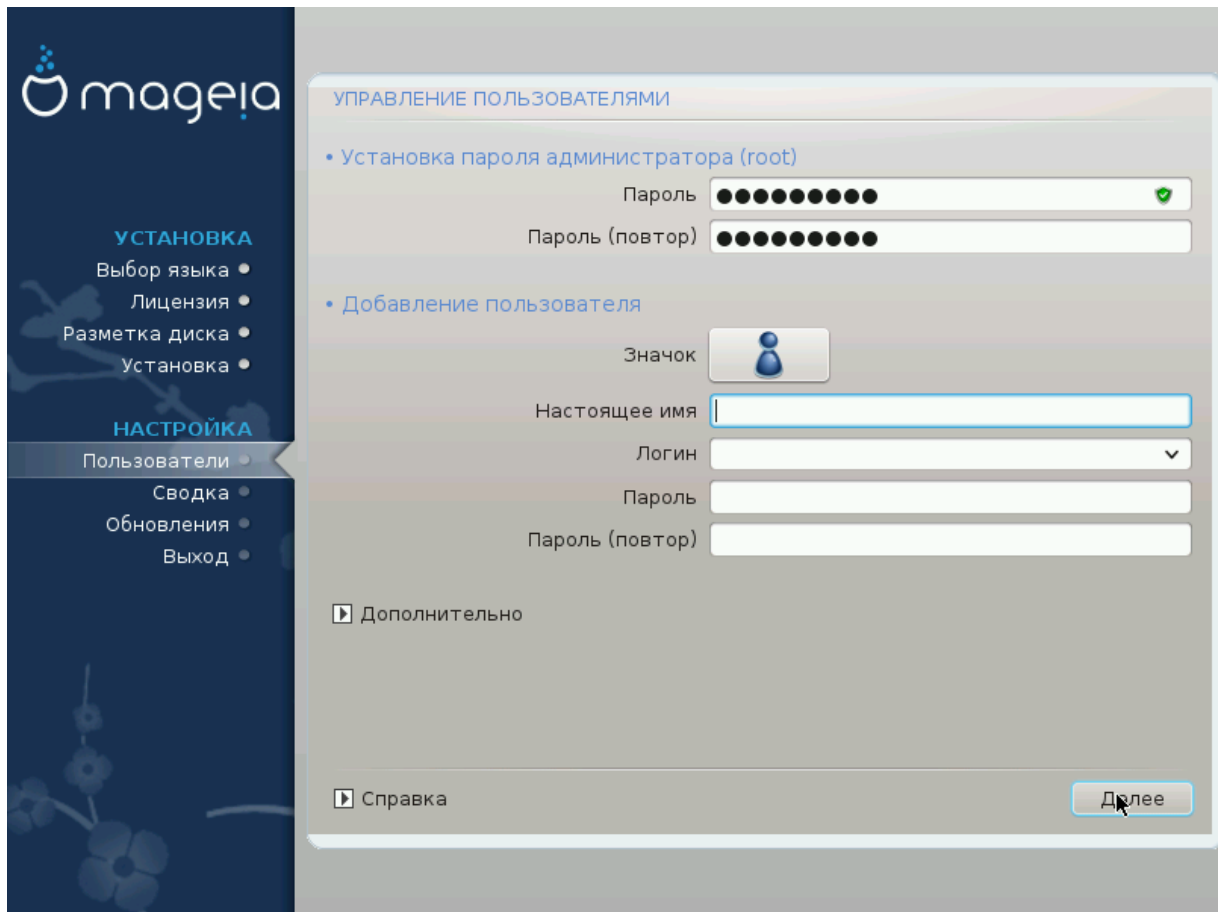 mageia
УСТАНОВКА
Выбор языка
Лицензия
Разметка диска
Установка
НАСТРОЙКА
Пользователи
Сводка
Обновления
Выход
УПРАВЛЕНИЕ ПОЛЬЗОВАТЕЛЯМИ
• Установка пароля администратора (root)
Пароль ●●●●●●●●●
Пароль (повтор) ●●●●●●●●●
• Добавление пользователя
Значок
Настоящее имя
Логин
Пароль
Пароль (повтор)
Дополнительно
Справка
Далее